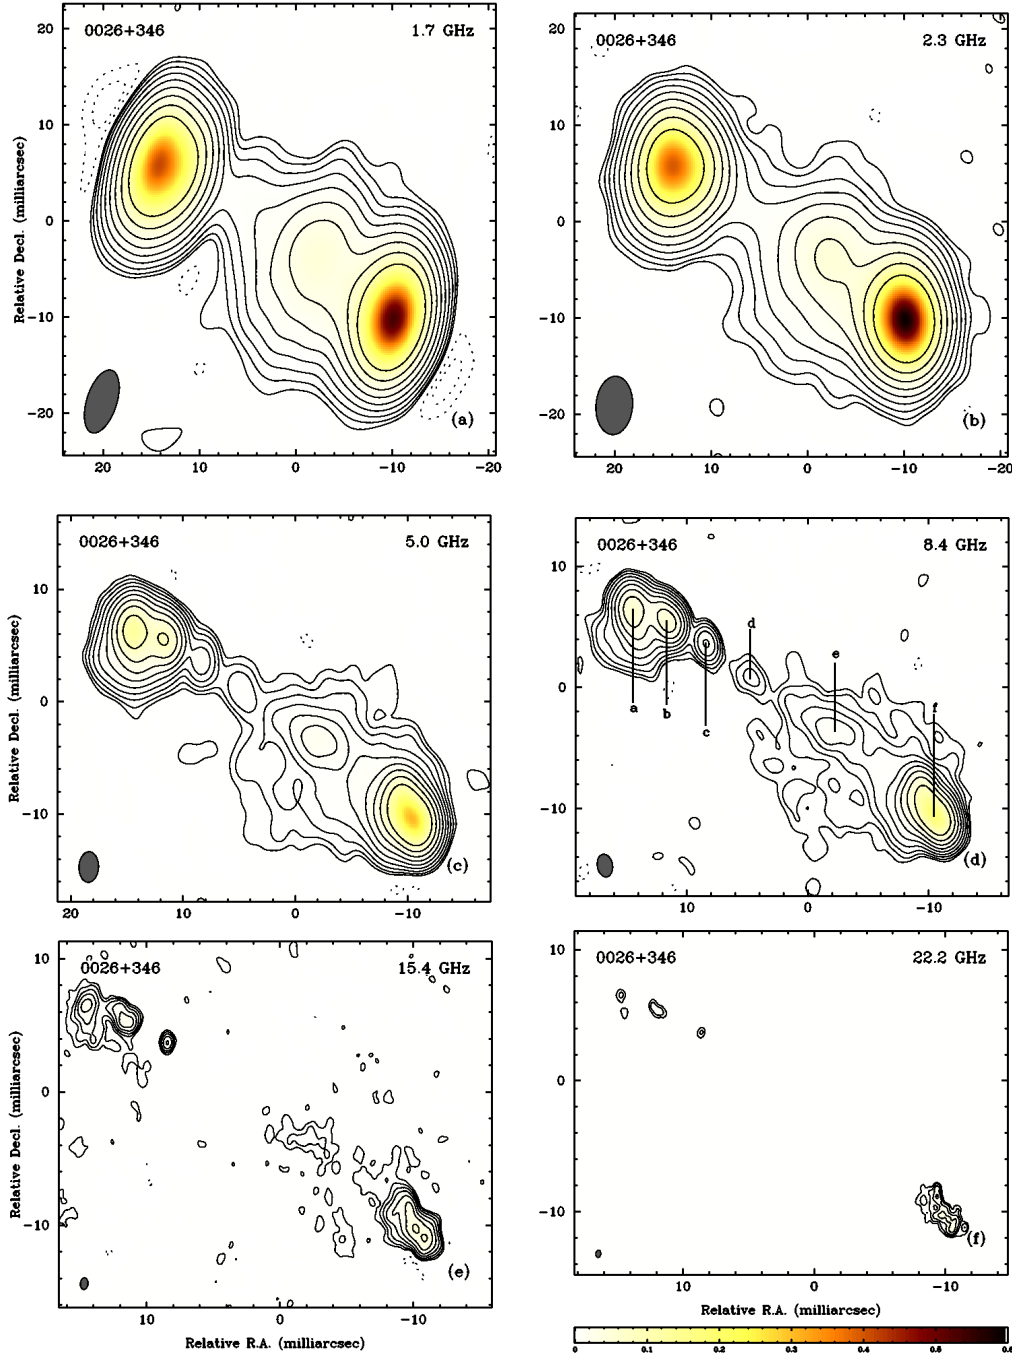 0026+346 1.7 GHz
20
10
0
-10
-20
Relative Decl. (milliarcsec)
(a)
20 10 0 -10 -20
0026+346 2.3 GHz
20
10
0
-10
-20
(b)
20 10 0 -10 -20
0026+346 5.0 GHz
10
0
-10
Relative Decl. (milliarcsec)
(c)
20 10 0 -10
0026+346 8.4 GHz
10
0
-10
a
b
c
d
e
f
(d)
10 0 -10
0026+346 15.4 GHz
10
0
-10
Relative Decl. (milliarcsec)
(e)
10 0 -10
Relative R.A. (milliarcsec)
0026+346 22.2 GHz
10
0
-10
(f)
10 0 -10
Relative R.A. (milliarcsec)
0 0.1 0.2 0.3 0.4 0.5 0.6